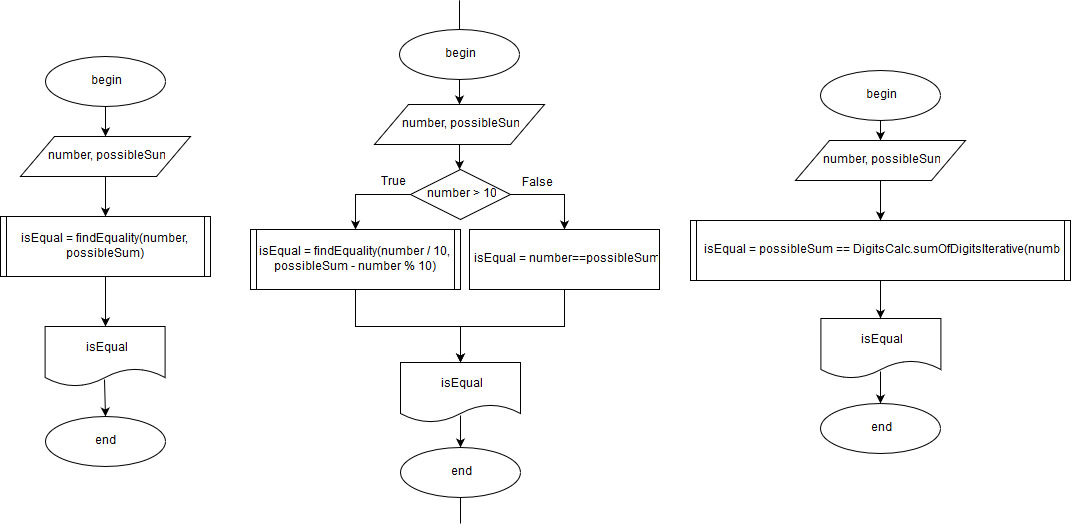 begin
number, possibleSun
isEqual = findEquality(number,
possibleSum)
isEqual
end
begin
number, possibleSun
number > 10
True
False
isEqual = findEquality(number / 10,
possibleSum - number % 10)
isEqual = number==possibleSum
isEqual
end
begin
number, possibleSun
isEqual = possibleSum == DigitsCalc.sumOfDigitsIterative(numb
isEqual
end